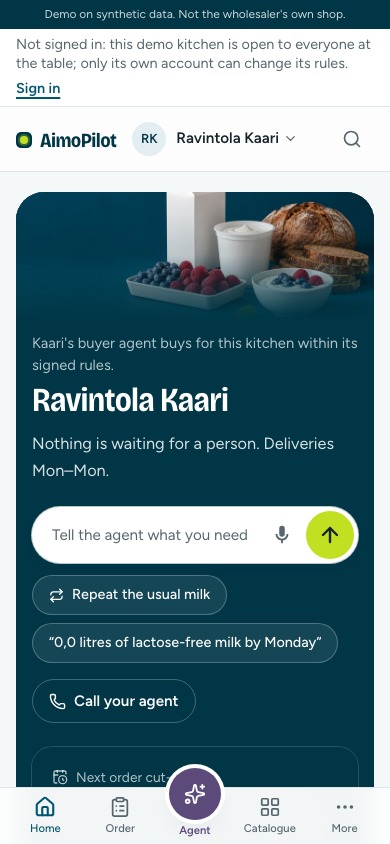 Demo on synthetic data. Not the wholesaler's own shop.
Not signed in: this demo kitchen is open to everyone at
the table; only its own account can change its rules.
Sign in
AimoPilot
RK
Ravintola Kaari
Kaari's buyer agent buys for this kitchen within its
signed rules.
Ravintola Kaari
Nothing is waiting for a person. Deliveries
Mon–Mon.
Tell the agent what you need
Repeat the usual milk
“0,0 litres of lactose-free milk by Monday”
Call your agent
Next order cut-
Home
Order
Agent
Catalogue
More